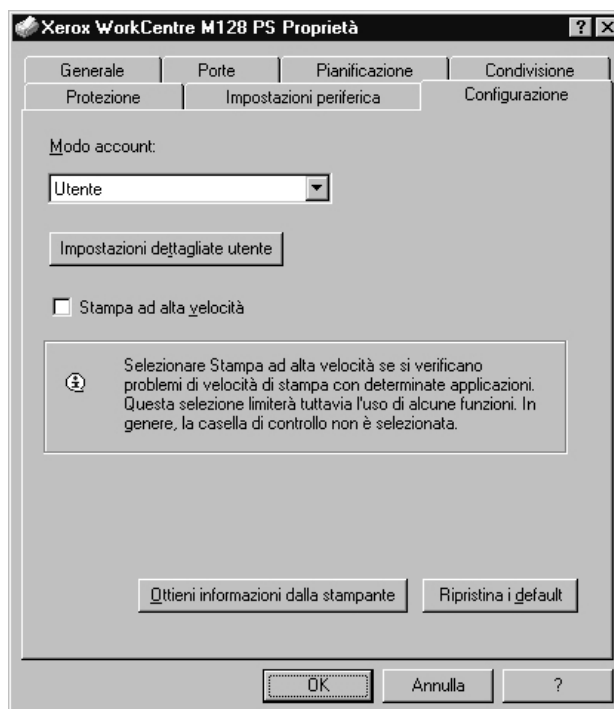 Xerox WorkCentre M128 PS Proprietà ? X
Generale Porte Pianificazione Condivisione
Protezione Impostazioni periferica Configurazione
Modo account:
Utente
Impostazioni dettagliate utente
Stampa ad alta velocità
Selezionare Stampa ad alta velocità se si verificano
problemi di velocità di stampa con determinate applicazioni.
Questa selezione limiterà tuttavia l'uso di alcune funzioni. In
genere, la casella di controllo non è selezionata.
Ottieni informazioni dalla stampante Ripristina i default
OK Annulla ?